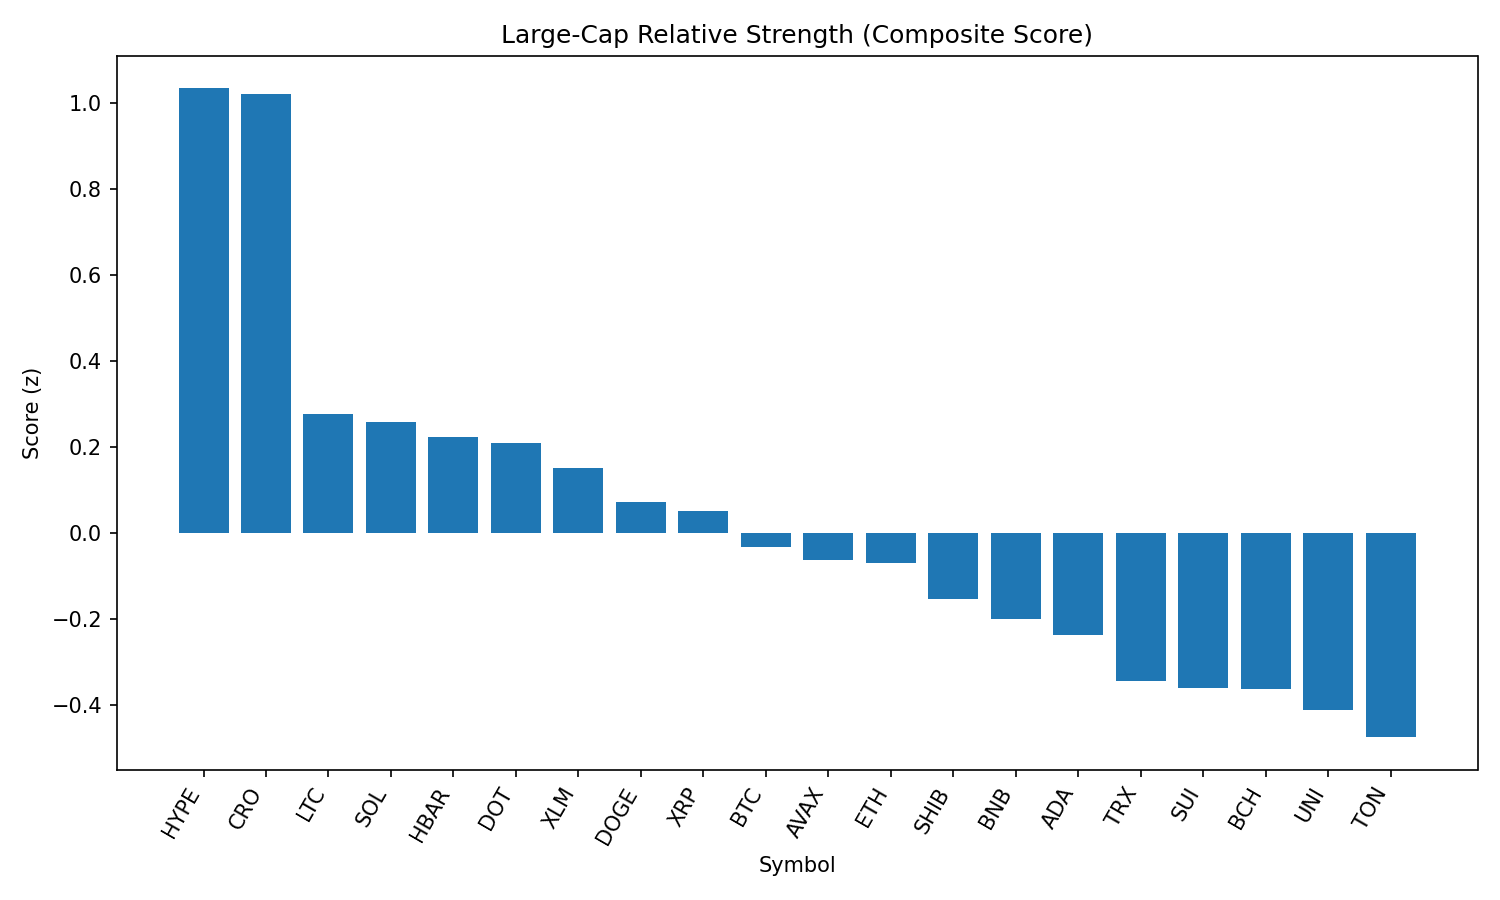 Large-Cap Relative Strength (Composite Score)
1.0
0.8
0.6
0.4
0.2
0.0
−0.2
−0.4
Score (z)
HYPE
CRO
LTC
SOL
HBAR
DOT
XLM
DOGE
XRP
BTC
AVAX
ETH
SHIB
BNB
ADA
TRX
SUI
BCH
UNI
TON
Symbol